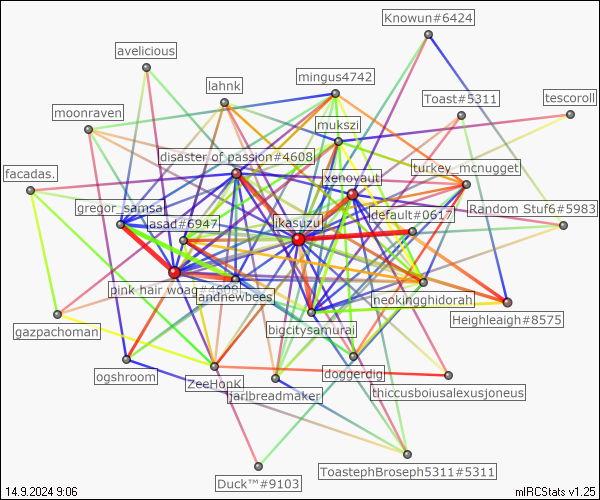 Knowun#6424
avelicious
mingus4742
lahnk
Toast#5311
tescoroll
moonraven
mukszi
disaster of passion#4608
turkey_mcnugget
facadas.
xenoyaut
gregor_samsa
default#0617
Random Stuf6#5983
asad#6947
ikasuzu
pink hair woag#4608
landnewbees
neokingghidorah
Heighleaigh#8575
gazpachoman
bigcitysamurai
ogshroom
ZeeHonK
doggerdig
jarlbreadmaker
thiccusboiusalexusjoneus
ToastephBroseph5311#5311
Duck™#9103
14.9.2024 9:06
mIRCStats v1.25